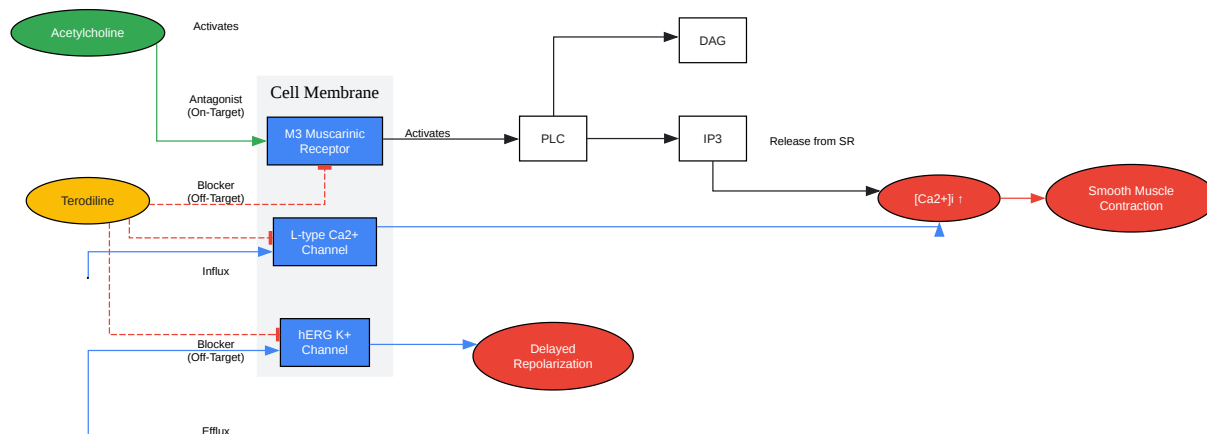 Acetylcholine
Activates
DAG
Cell Membrane
Antagonist
(On-Target)
M3 Muscarinic
Receptor
Activates
PLC
IP3
Release from SR
Blocker
(Off-Target)
Terodiline
[Ca2+]i ↑
Smooth Muscle
Contraction
L-type Ca2+
Channel
Influx
hERG K+
Channel
Blocker
(Off-Target)
Delayed
Repolarization
Efflux